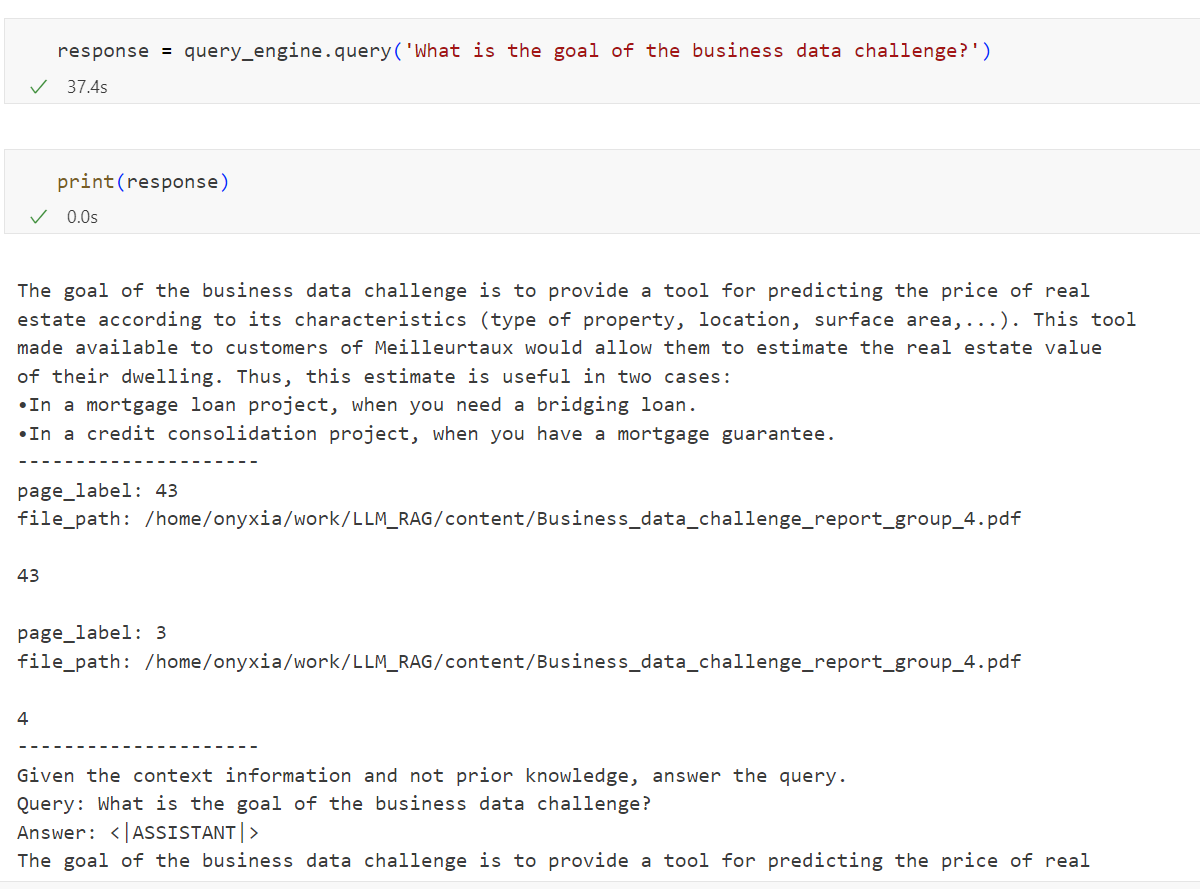 response = query_engine.query('What is the goal of the business data challenge?')
37.4s
print(response)
0.0s
The goal of the business data challenge is to provide a tool for predicting the price of real
estate according to its characteristics (type of property, location, surface area,...). This tool
made available to customers of Meilleurtaux would allow them to estimate the real estate value
of their dwelling. Thus, this estimate is useful in two cases:
•In a mortgage loan project, when you need a bridging loan.
•In a credit consolidation project, when you have a mortgage guarantee.
---------------------
page_label: 43
file_path: /home/onyxia/work/LLM_RAG/content/Business_data_challenge_report_group_4.pdf
43
page_label: 3
file_path: /home/onyxia/work/LLM_RAG/content/Business_data_challenge_report_group_4.pdf
4
---------------------
Given the context information and not prior knowledge, answer the query.
Query: What is the goal of the business data challenge?
Answer: <|ASSISTANT|>
The goal of the business data challenge is to provide a tool for predicting the price of real